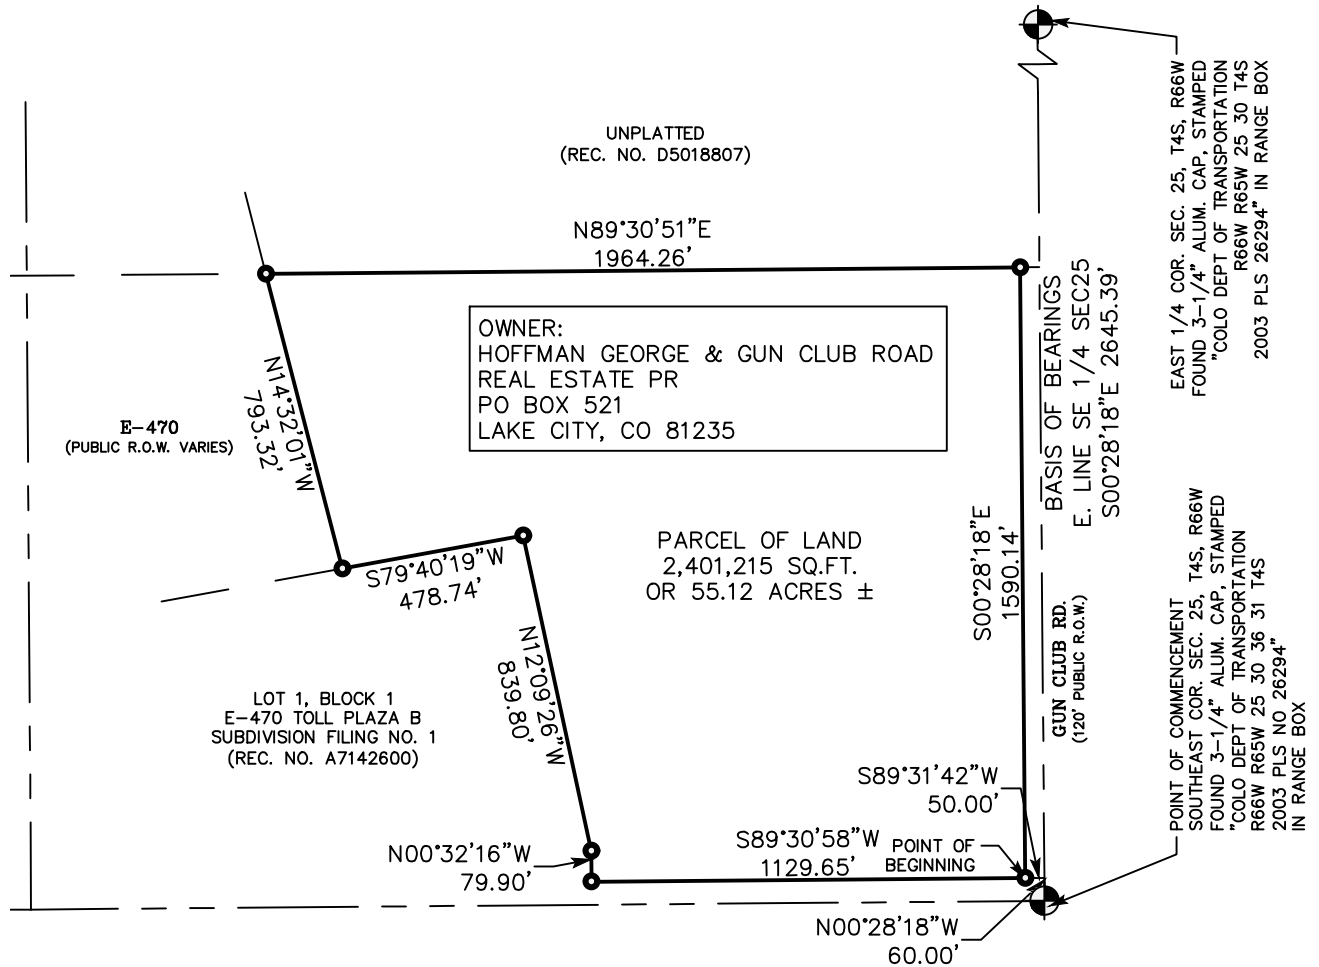 UNPLATTED
(REC. NO. D5018807)
N89°30'51"E
1964.26'
EAST 1/4 COR. SEC. 25, T4S, R66W
FOUND 3-1/4" ALUM. CAP, STAMPED
"COLO DEPT OF TRANSPORTATION
R66W R65W 25 30 T4S
2003 PLS 26294" IN RANGE BOX
OWNER:
HOFFMAN GEORGE & GUN CLUB ROAD
REAL ESTATE PR
PO BOX 521
LAKE CITY, CO 81235
BASIS OF BEARINGS
E. LINE SE 1/4 SEC25
S00°28'18"E 2645.39'
N14°32'01"W
793.32'
E-470
(PUBLIC R.O.W. VARIES)
S79°40'19"W
478.74'
PARCEL OF LAND
2,401,215 SQ.FT.
OR 55.12 ACRES ±
S00°28'18"E
1590.14'
GUN CLUB RD.
(120' PUBLIC R.O.W.)
POINT OF COMMENCEMENT
SOUTHEAST COR. SEC. 25, T4S, R66W
FOUND 3-1/4" ALUM. CAP, STAMPED
"COLO DEPT OF TRANSPORTATION
R66W R65W 25 30 36 31 T4S
2003 PLS NO 26294"
IN RANGE BOX
N12°09'26"W
839.80'
LOT 1, BLOCK 1
E-470 TOLL PLAZA B
SUBDIVISION FILING NO. 1
(REC. NO. A7142600)
S89°31'42"W
50.00'
S89°30'58"W
1129.65'
POINT OF
BEGINNING
N00°32'16"W
79.90'
N00°28'18"W
60.00'